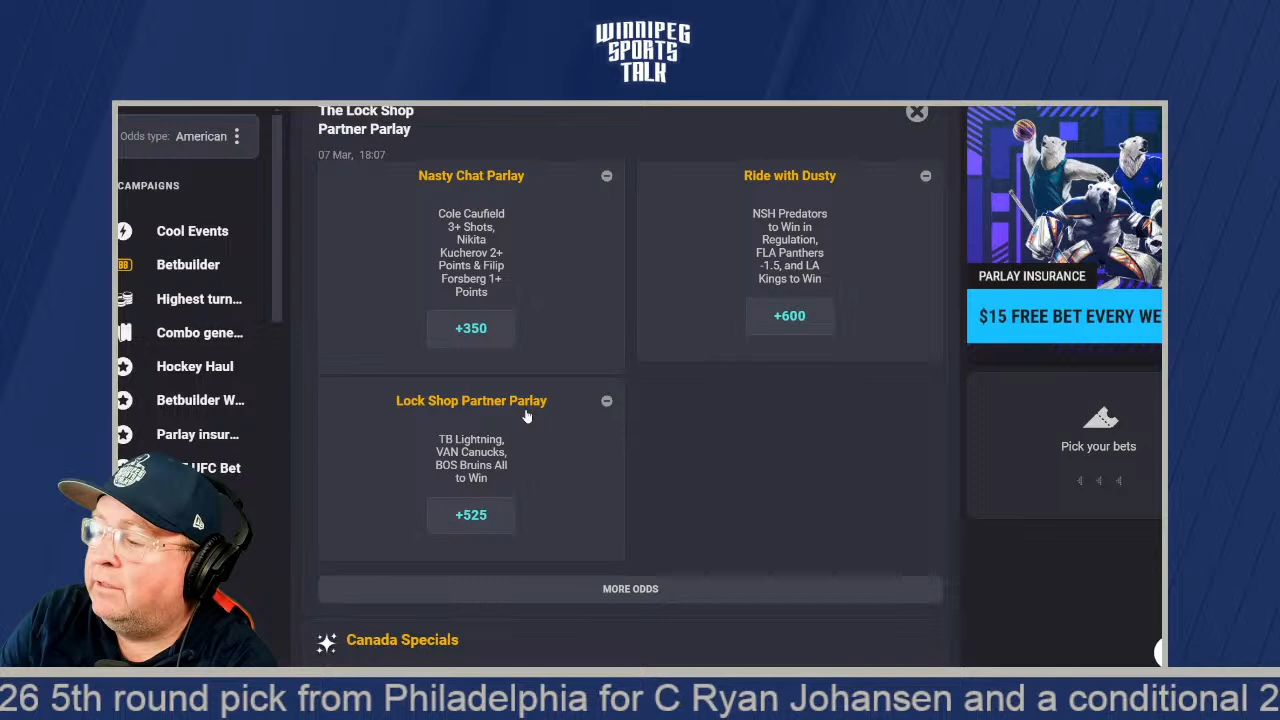 WINNIPEG
SPORTS
TALK
The Lock Shop
Partner Parlay
07 Mar, 18:07
Odds type: American
CAMPAIGNS
Cool Events
BB
Betbuilder
Highest turn...
Combo gene...
Hockey Haul
Betbuilder W...
Parlay insur...
UFC Bet
Nasty Chat Parlay
Cole Caufield
3+ Shots,
Nikita
Kucherov 2+
Points & Filip
Forsberg 1+
Points
+350
Ride with Dusty
NSH Predators
to Win in
Regulation,
FLA Panthers
-1.5, and LA
Kings to Win
+600
Lock Shop Partner Parlay
TB Lightning,
VAN Canucks,
BOS Bruins All
to Win
+525
MORE ODDS
Canada Specials
PARLAY INSURANCE
$15 FREE BET EVERY WE
Pick your bets
26 5th round pick from Philadelphia for C Ryan Johansen and a conditional 2